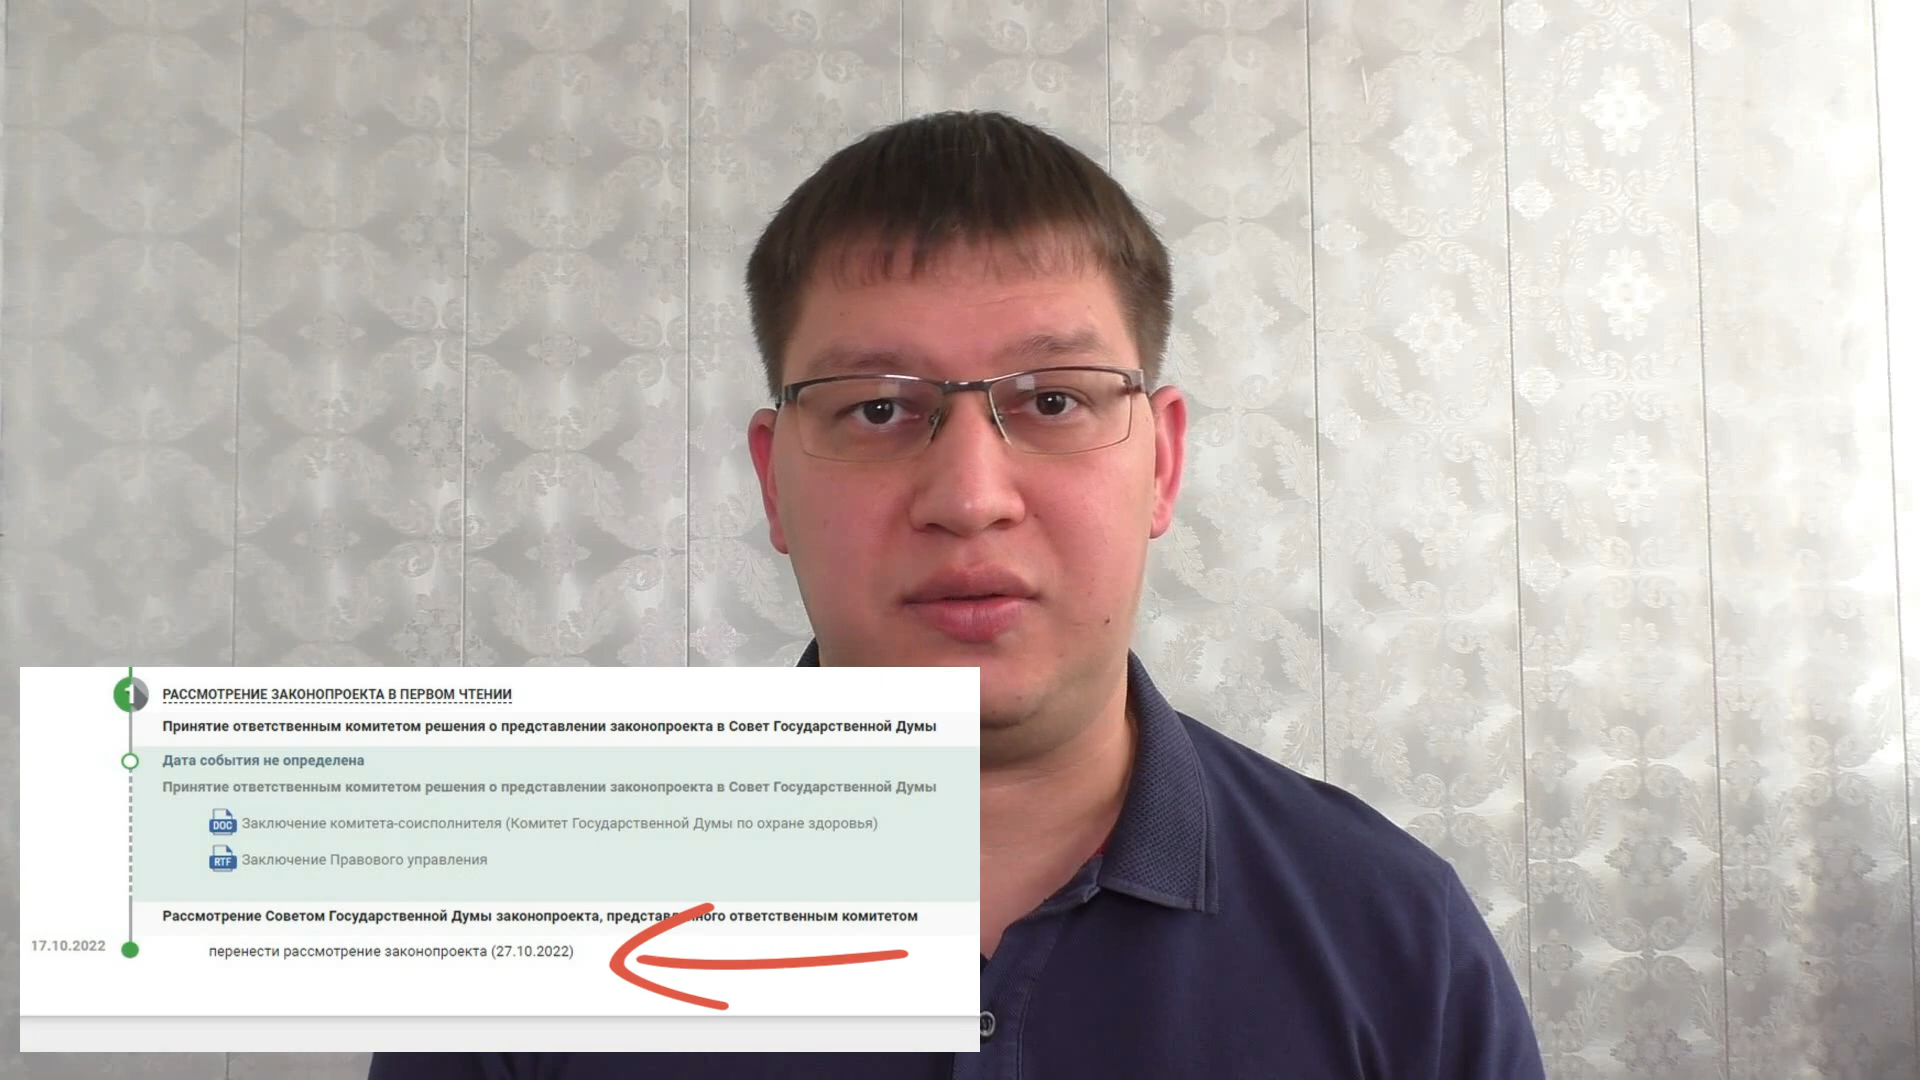 1
РАССМОТРЕНИЕ ЗАКОНОПРОЕКТА В ПЕРВОМ ЧТЕНИИ
Принятие ответственным комитетом решения о представлении законопроекта в Совет Государственной Думы
Дата события не определена
Принятие ответственным комитетом решения о представлении законопроекта в Совет Государственной Думы
DOC Заключение комитета-соисполнителя (Комитет Государственной Думы по охране здоровья)
RTF Заключение Правового управления
Рассмотрение Советом Государственной Думы законопроекта, представленного ответственным комитетом
17.10.2022 перенести рассмотрение законопроекта (27.10.2022)